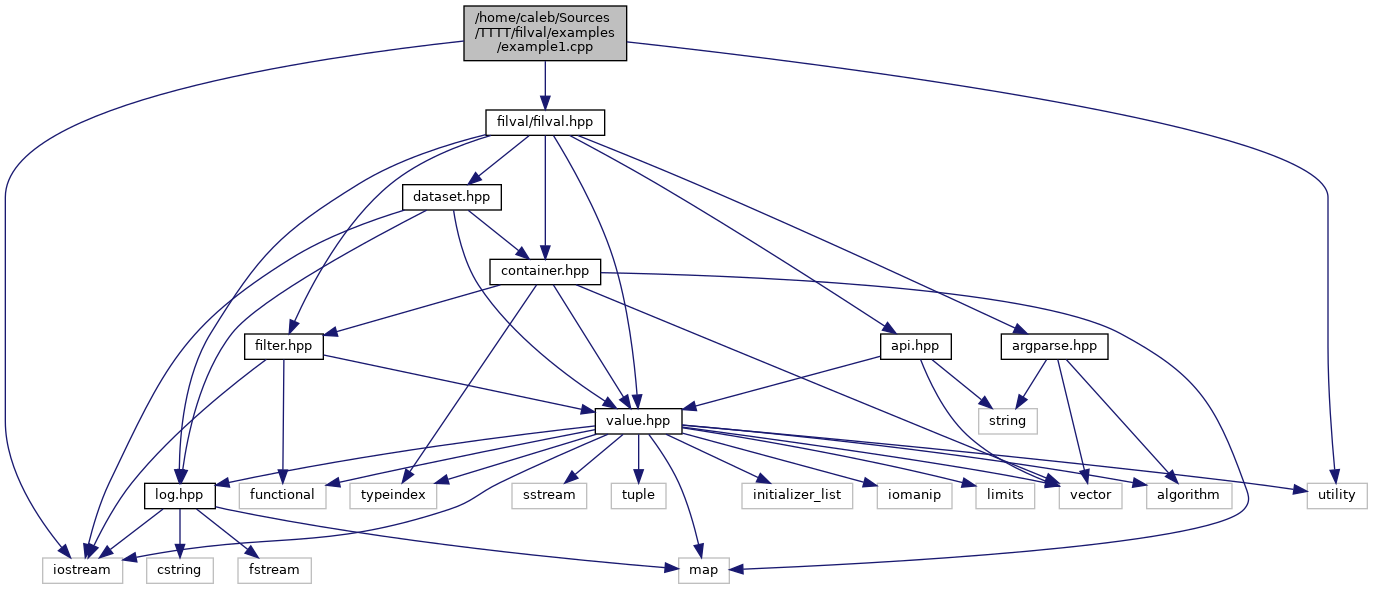 /home/caleb/Sources
/TTTT/filval/examples
/example1.cpp
filval/filval.hpp
dataset.hpp
container.hpp
filter.hpp
api.hpp
argparse.hpp
value.hpp
string
log.hpp
functional
typeindex
sstream
tuple
initializer_list
iomanip
limits
vector
algorithm
utility
iostream
cstring
fstream
map